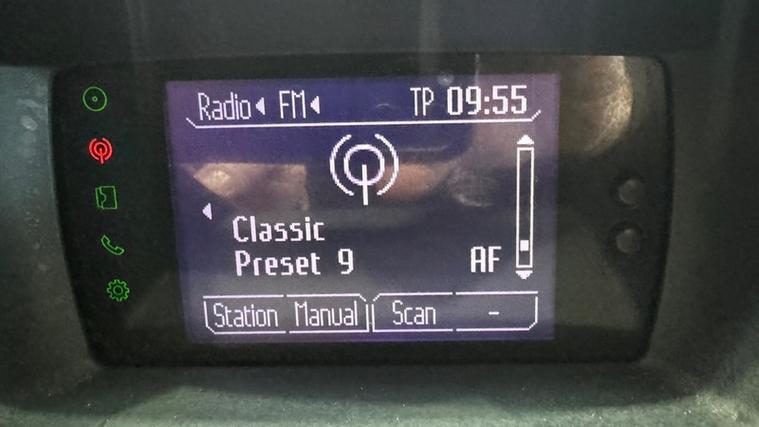 Radio FM TP 09:55
Classic
Preset 9 AF
Station Manual Scan -